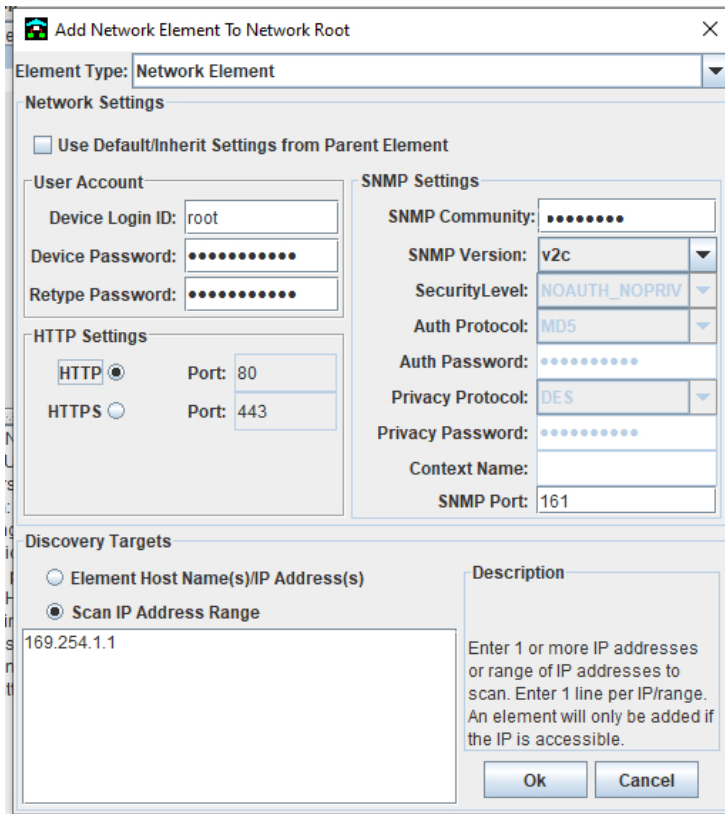 Add Network Element To Network Root
Element Type: Network Element
Network Settings
Use Default/Inherit Settings from Parent Element
User Account
Device Login ID: root
Device Password: ●●●●●●●●●●●
Retype Password: ●●●●●●●●●●●
HTTP Settings
HTTP Port: 80
HTTPS Port: 443
SNMP Settings
SNMP Community: ●●●●●●●●
SNMP Version: v2c
SecurityLevel: NOAUTH_NOPRIV
Auth Protocol: MD5
Auth Password: ●●●●●●●●●●
Privacy Protocol: DES
Privacy Password: ●●●●●●●●●●
Context Name:
SNMP Port: 161
Discovery Targets
Element Host Name(s)/IP Address(s)
Scan IP Address Range
169.254.1.1
Description
Enter 1 or more IP addresses
or range of IP addresses to
scan. Enter 1 line per IP/range.
An element will only be added if
the IP is accessible.
Ok Cancel